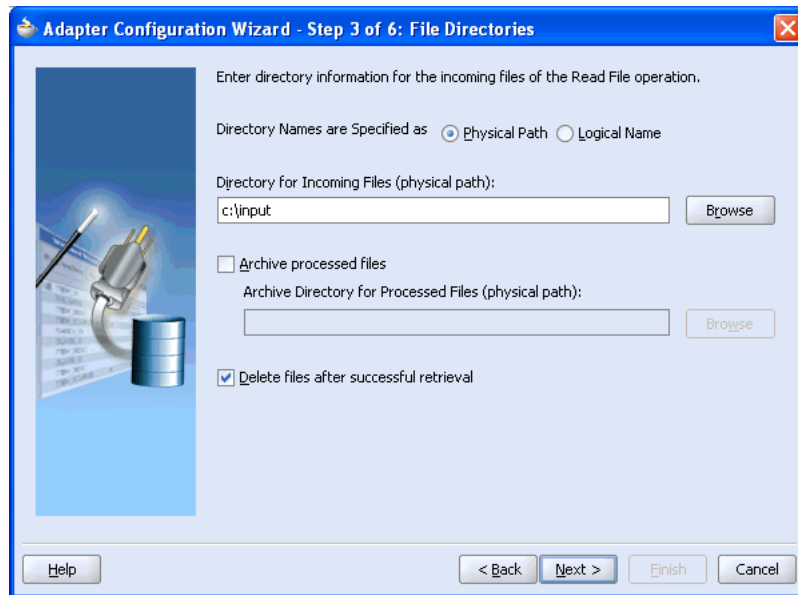 Adapter Configuration Wizard - Step 3 of 6: File Directories
Enter directory information for the incoming files of the Read File operation.
Directory Names are Specified as Physical Path Logical Name
Directory for Incoming Files (physical path):
c:\input Browse
Archive processed files
Archive Directory for Processed Files (physical path):
Browse
Delete files after successful retrieval
Help < Back Next > Finish Cancel